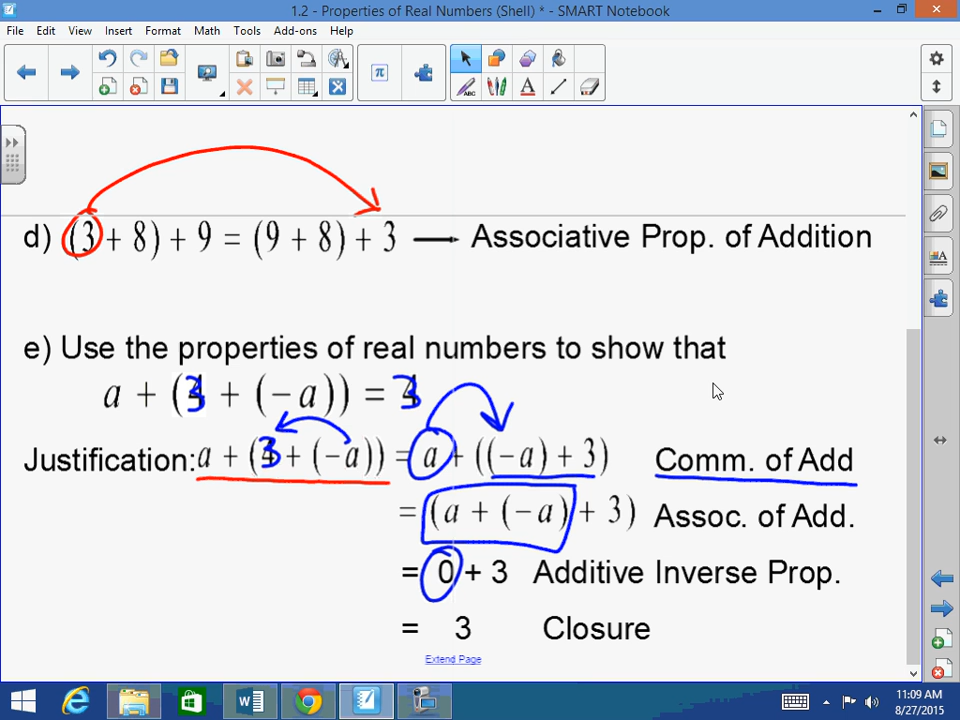 1.2 - Properties of Real Numbers (Shell) * - SMART Notebook
File Edit View Insert Format Math Tools Add-ons Help
d) (3 + 8) + 9 = (9 + 8) + 3 Associative Prop. of Addition
e) Use the properties of real numbers to show that
a + (3 + (−a)) = 3
Justification: a + (3 + (−a)) = a + ((−a) + 3) Comm. of Add
= (a + (−a) + 3) Assoc. of Add.
= 0 + 3 Additive Inverse Prop.
= 3 Closure
Extend Page
11:09 AM
8/27/2015